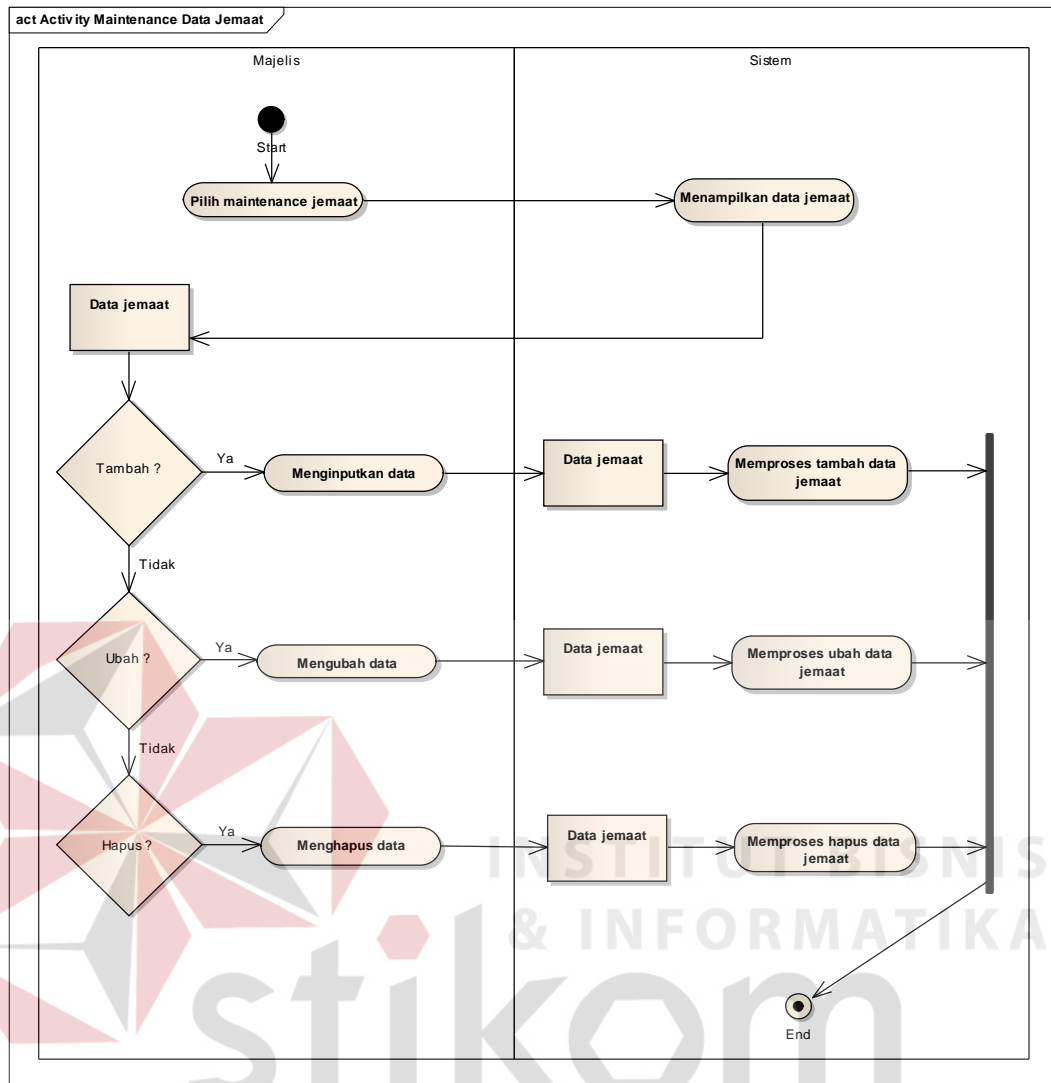 act Activity Maintenance Data Jemaat
Majelis
Sistem
Start
Pilih maintenance jemaat
Menampilkan data jemaat
Data jemaat
Tambah ?
Ya
Menginputkan data
Data jemaat
Memproses tambah data
jemaat
Tidak
Ubah ?
Ya
Mengubah data
Data jemaat
Memproses ubah data
jemaat
Tidak
Hapus ?
Ya
Menghapus data
Data jemaat
Memproses hapus data
jemaat
INSTITUT BISNIS
& INFORMATIKA
stikom
End